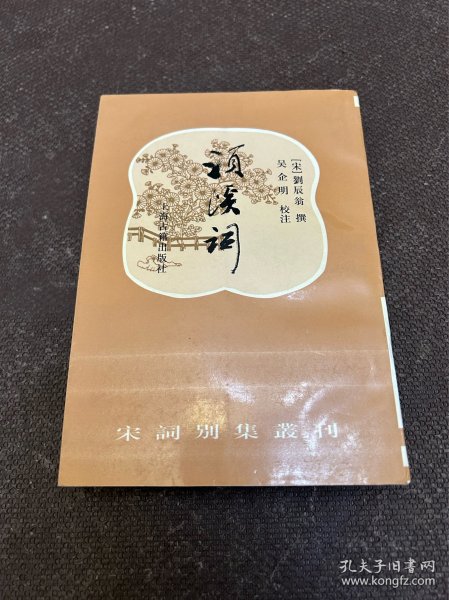 [宋]劉辰翁 撰
吴企明 校注
須溪詞
上海古籍出版社
宋詞別集叢刊
孔夫子旧书网
www.kongfz.com